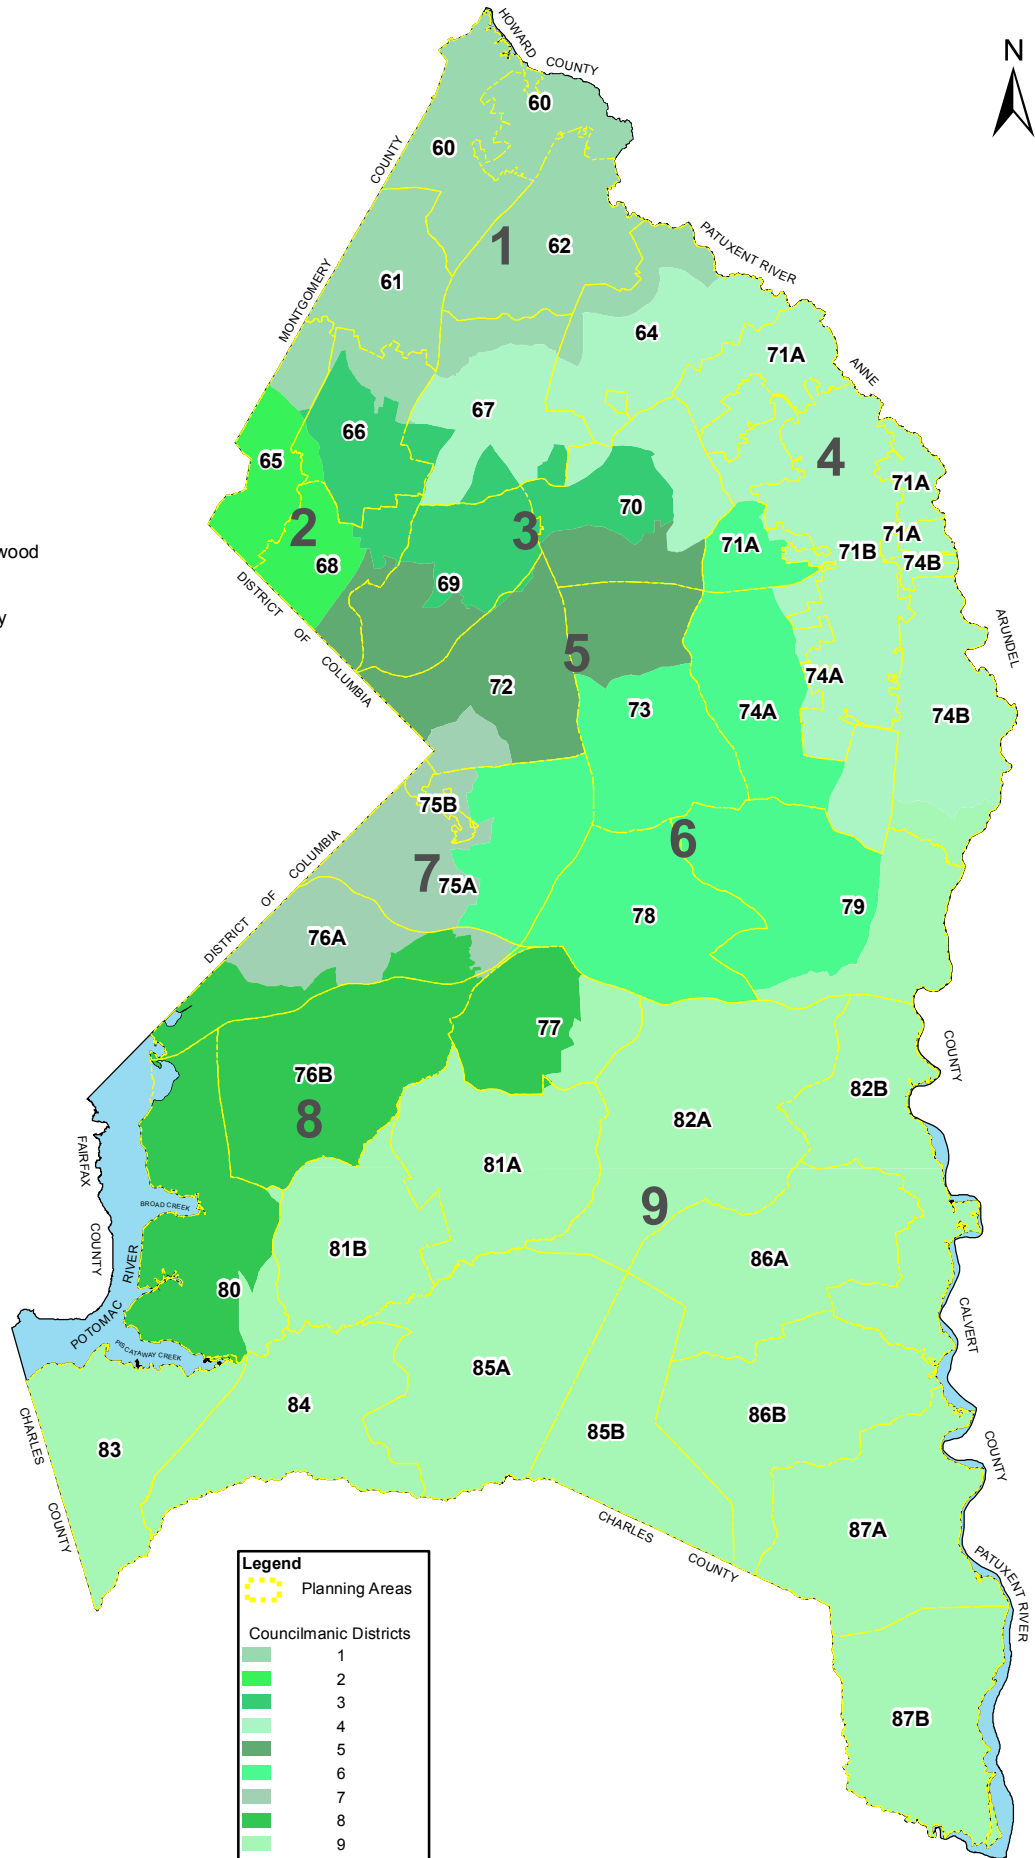 HOWARD
COUNTY
N
60
60
COUNTY
1
62
61
PATUXENT RIVER
MONTGOMERY
64
71A
ANNE
67
66
65
4
71A
70
2
3
71A
71A
71B
74B
wood
68
69
DISTRICT OF COLUMBIA
y
ARUNDEL
5
72
74A
73
74A
74B
75B
6
7
75A
DISTRICT OF COLUMBIA
79
78
76A
77
COUNTY
76B
82B
8
82A
FAIRFAX
81A
BROAD CREEK
9
COUNTY
81B
86A
RIVER
80
POTOMAC
CALVERT
PISCATAWAY CREEK
85A
84
86B
CHARLES
85B
83
COUNTY
COUNTY
CHARLES
COUNTY
87A
PATUXENT RIVER
Legend
Planning Areas
Councilmanic Districts
1
2
3
4
5
6
7
8
9
87B